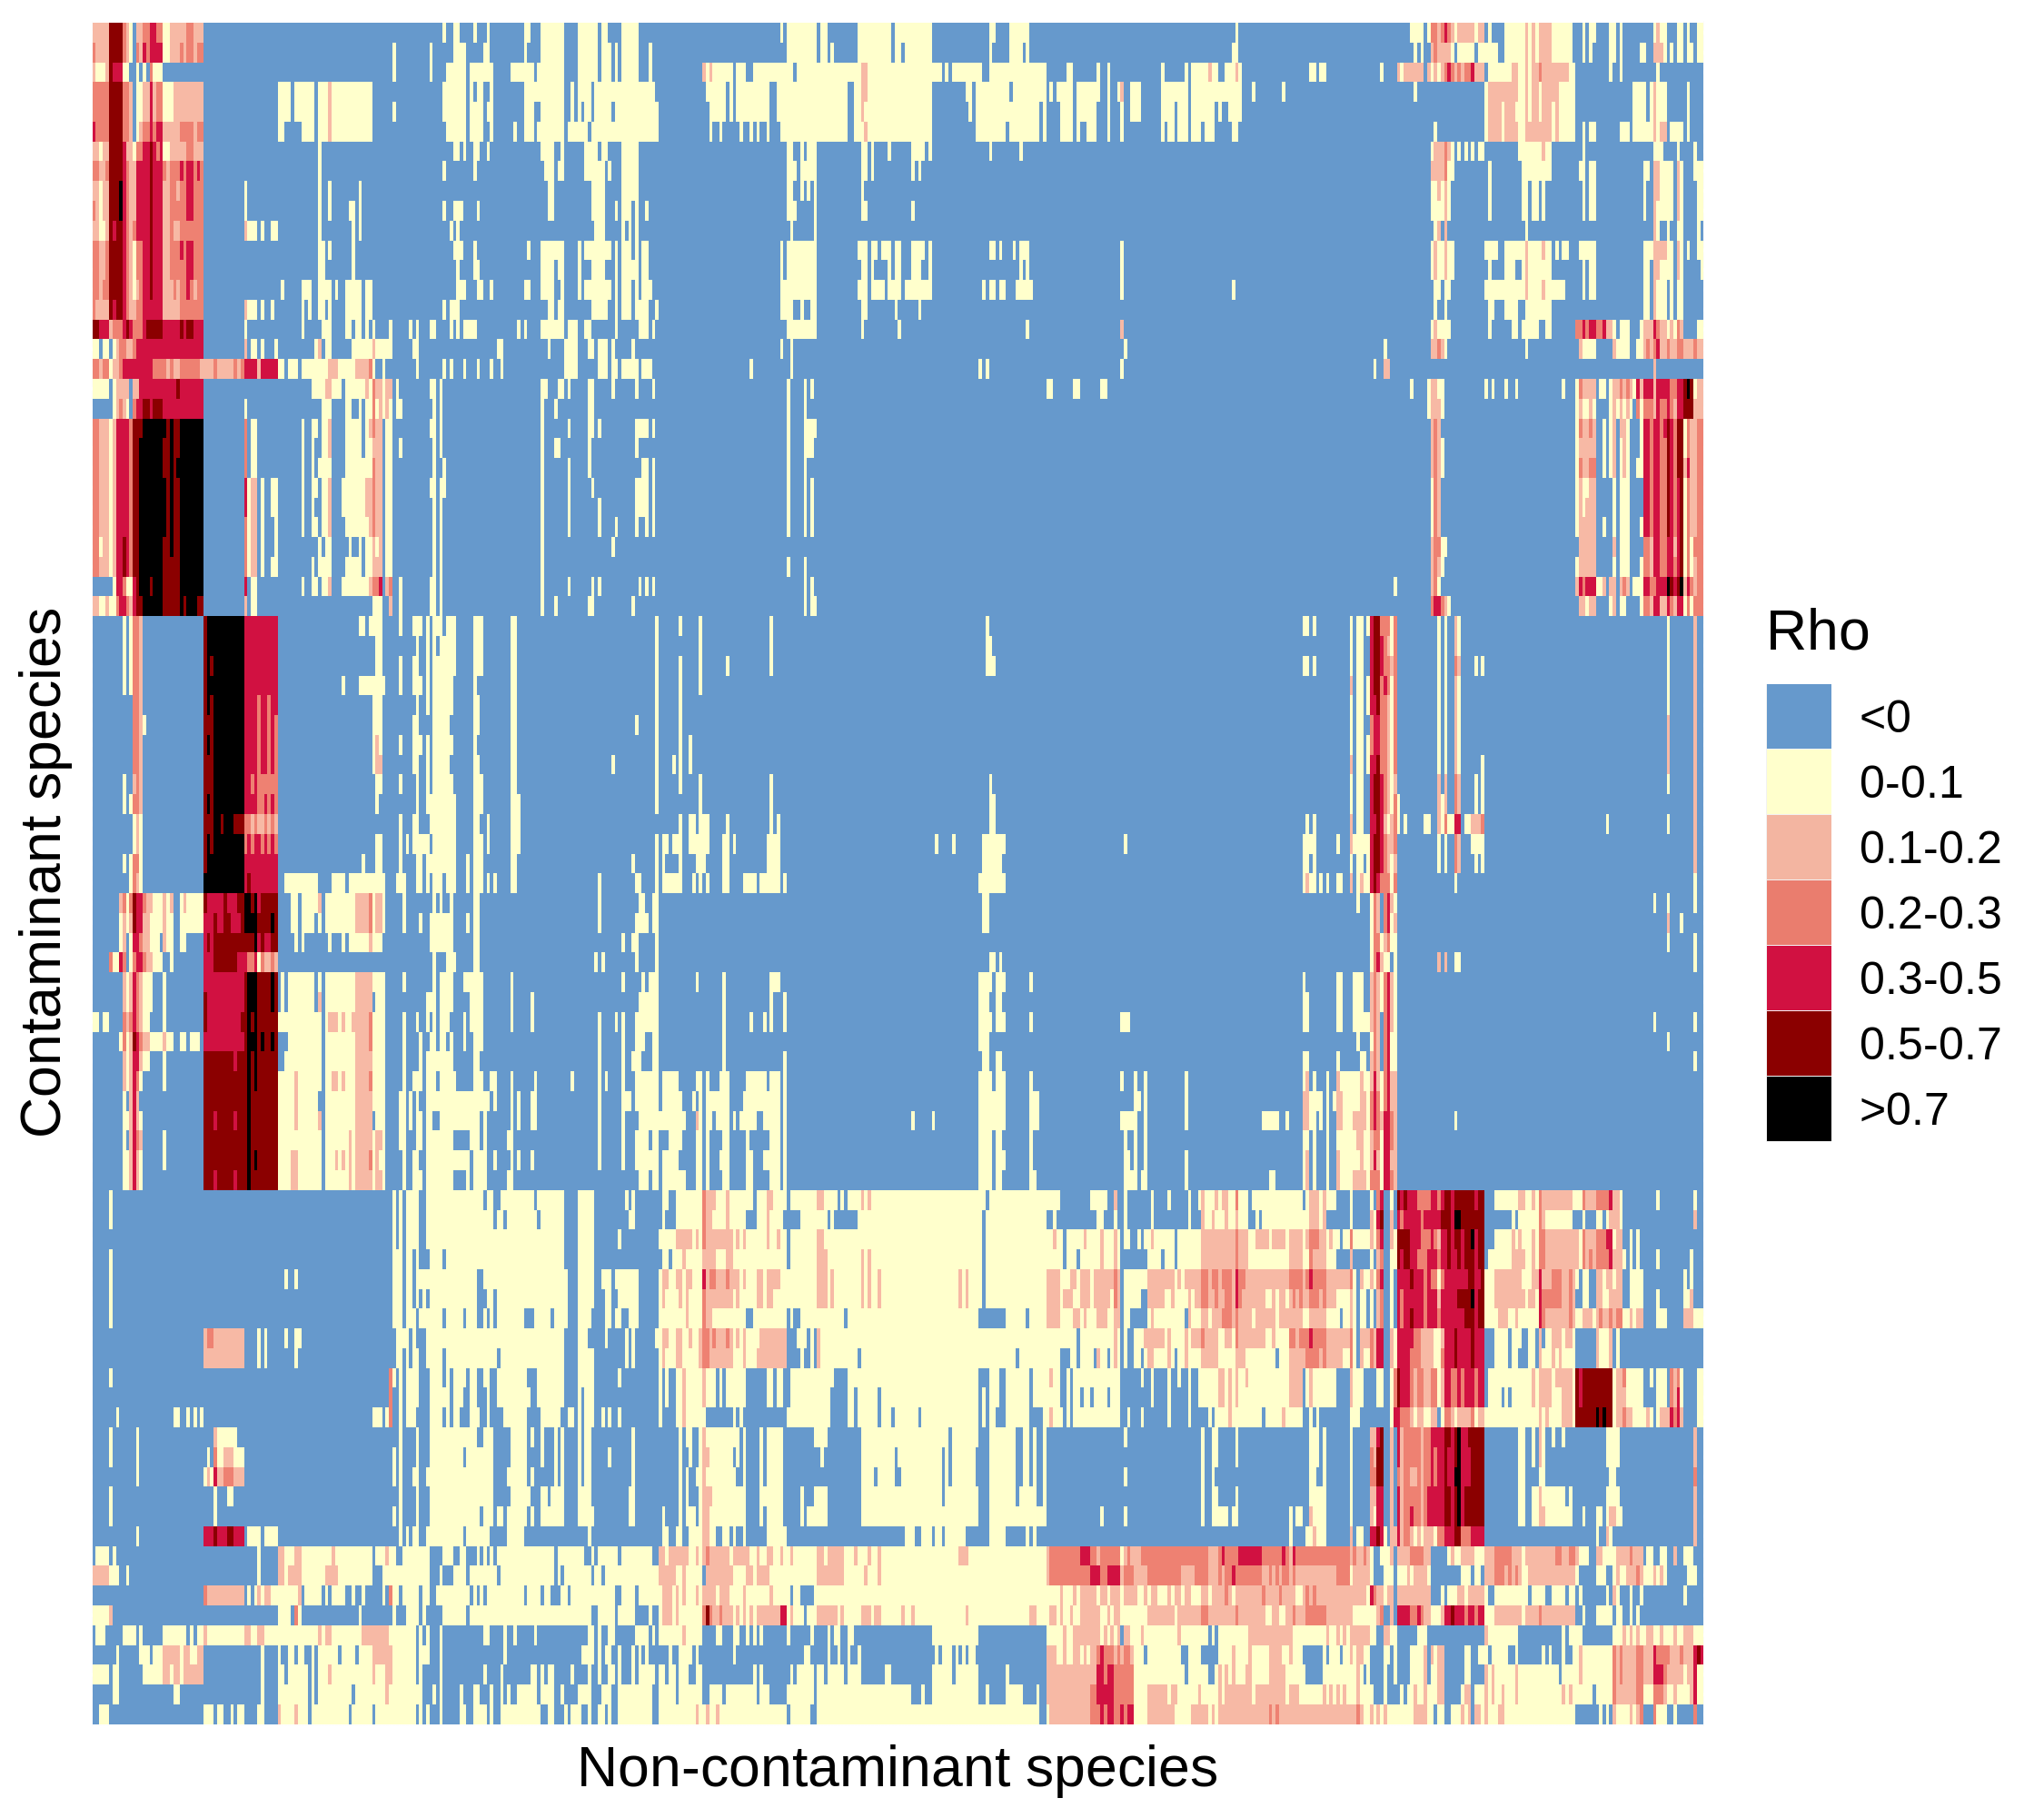 Contaminant species
Non-contaminant species
Rho
<0
0-0.1
0.1-0.2
0.2-0.3
0.3-0.5
0.5-0.7
>0.7